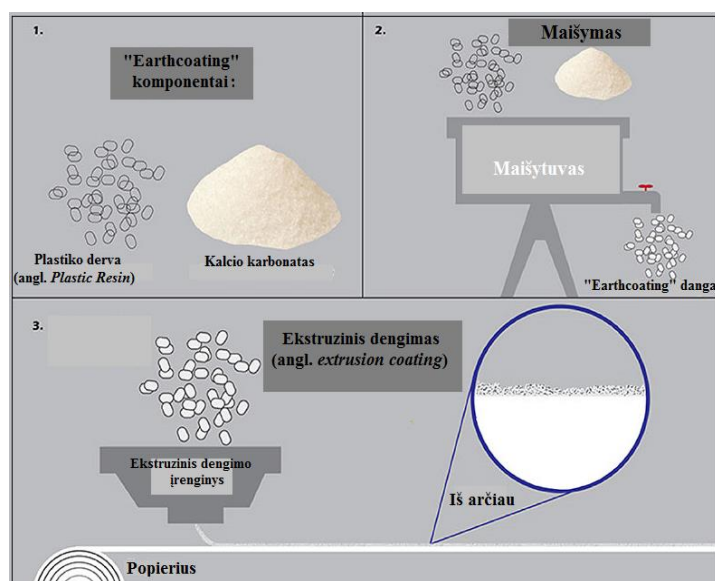 1.
"Earthcoating"
komponentai:
Plastiko derva
(angl. Plastic Resin)
Kalcio karbonatas
2.
Maišymas
Maišytuvas
"Earthcoating" danga
3.
Ekstruzinis dengimas
(angl. extrusion coating)
Ekstruzinis dengimo
įrenginys
Iš arčiau
Popierius